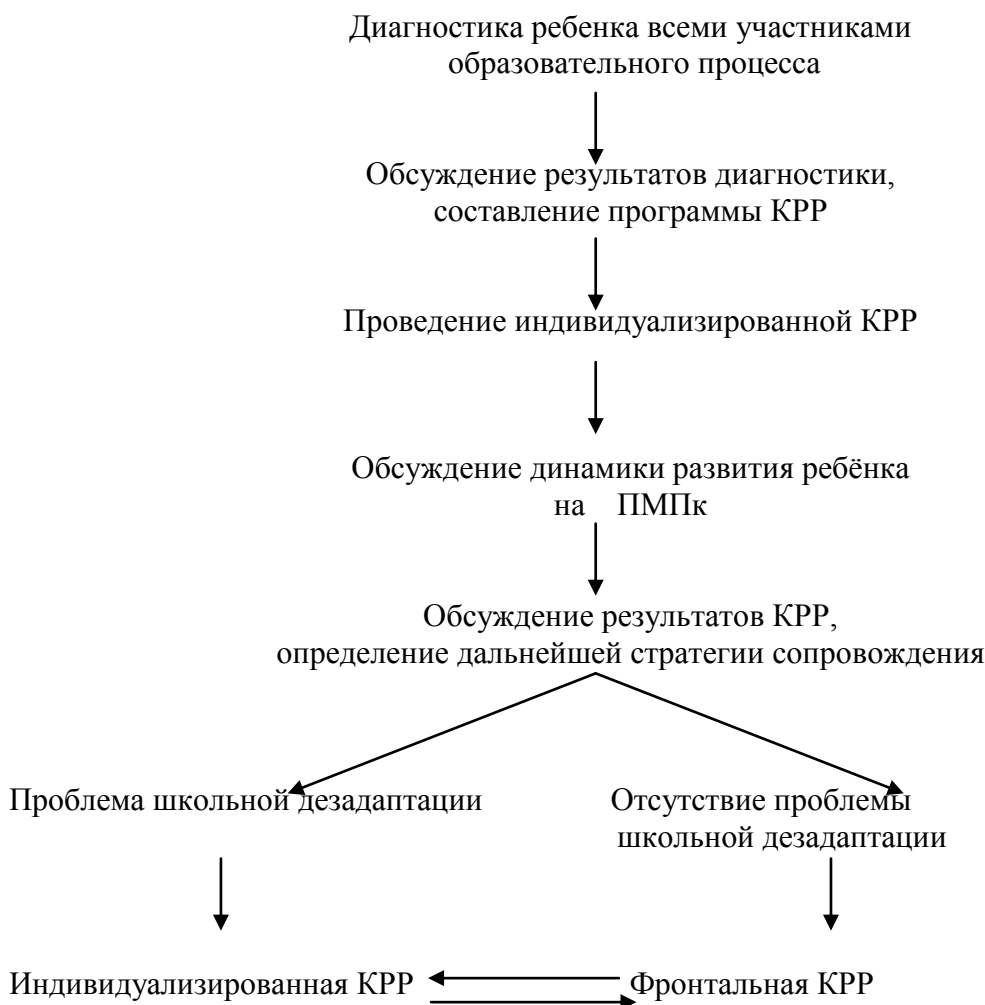 Диагностика ребенка всеми участниками
образовательного процесса
Обсуждение результатов диагностики,
составление программы КРР
Проведение индивидуализированной КРР
Обсуждение динамики развития ребёнка
на ПМПк
Обсуждение результатов КРР,
определение дальнейшей стратегии сопровождения
Проблема школьной дезадаптации
Отсутствие проблемы
школьной дезадаптации
Индивидуализированная КРР
Фронтальная КРР